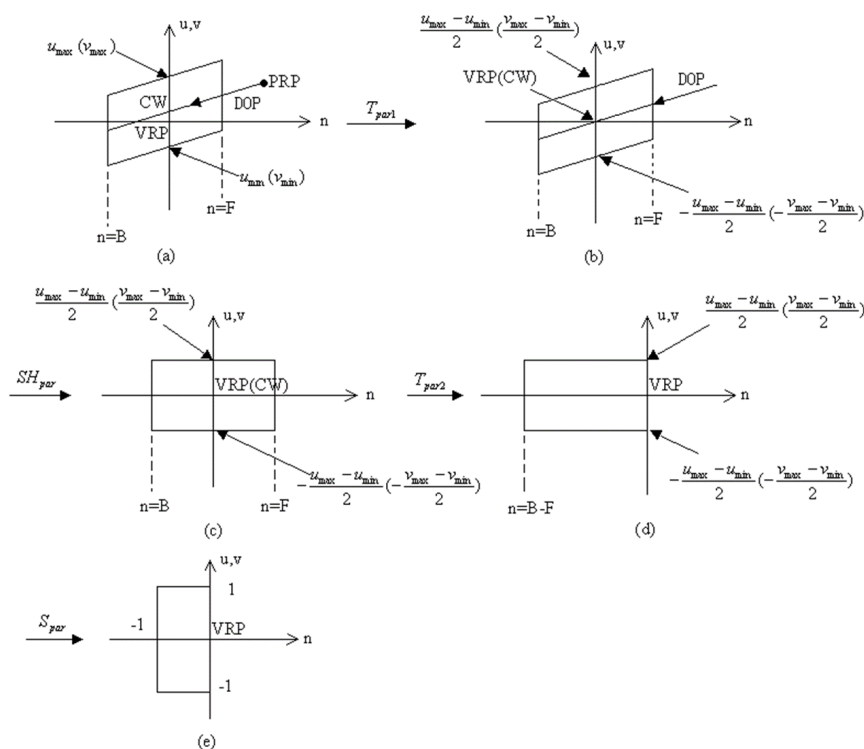 u,v
u_max (v_max)
PRP
CW
DOP
VRP
n
u_min (v_min)
n=B
n=F
(a)
T_par1
(u_max − u_min)/2 ((v_max − v_min)/2)
u,v
VRP(CW)
DOP
n
−(u_max − u_min)/2 (−(v_max − v_min)/2)
n=B
n=F
(b)
SH_par
(u_max − u_min)/2 ((v_max − v_min)/2)
u,v
VRP(CW)
n
−(u_max − u_min)/2 (−(v_max − v_min)/2)
n=B
n=F
(c)
T_par2
u,v
(u_max − u_min)/2 ((v_max − v_min)/2)
VRP
n
−(u_max − u_min)/2 (−(v_max − v_min)/2)
n=B-F
(d)
S_par
u,v
1
-1
VRP
n
-1
(e)